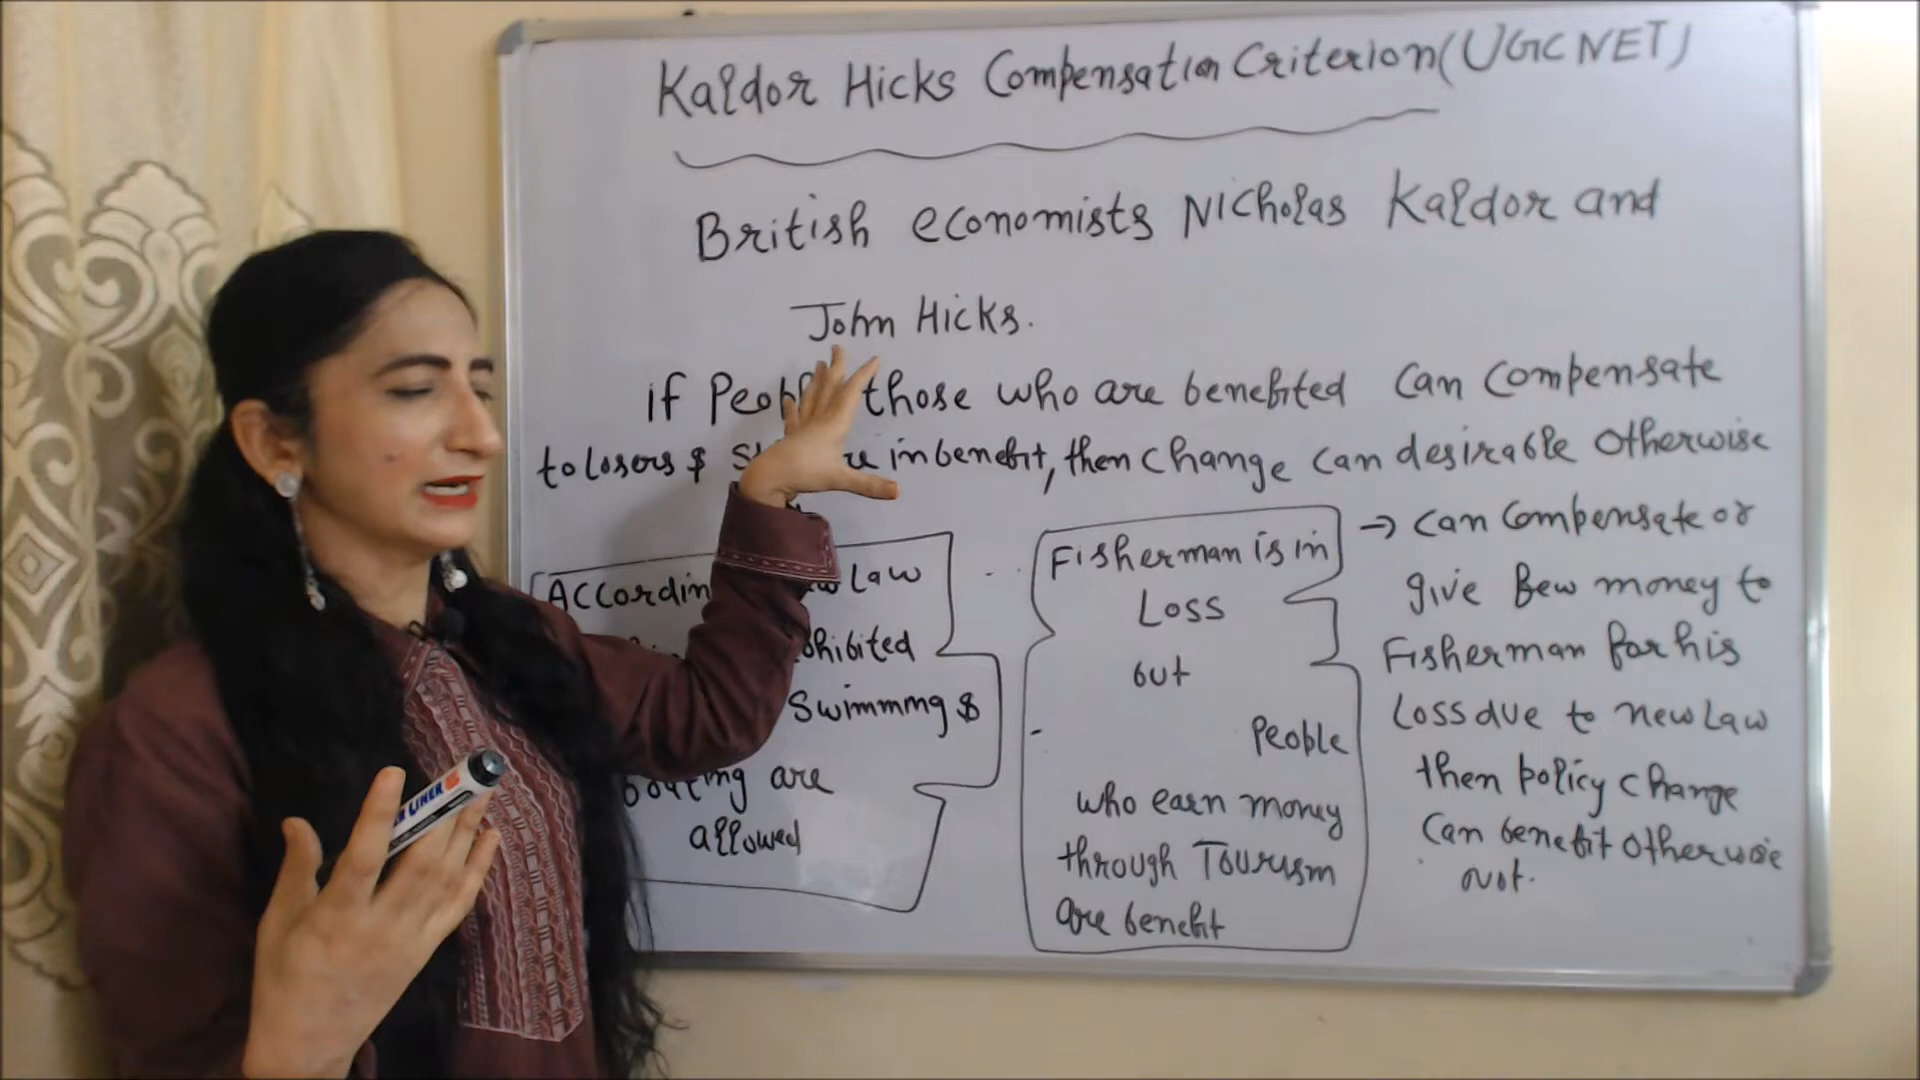 Kaldor Hicks Compensation Criterion (UGC NET)
British economists Nicholas Kaldor and
John Hicks.
if those who are benefited can compensate
to losers & in benefit, then change can desirable otherwise
According Law
Swimming &
are
allowed
Fisherman is in
Loss
but
People
who earn money
through Tourism
are benefit
→ can compensate or
give few money to
Fisherman for his
Loss due to new Law
then policy change
can benefit otherwise
not.
LINER